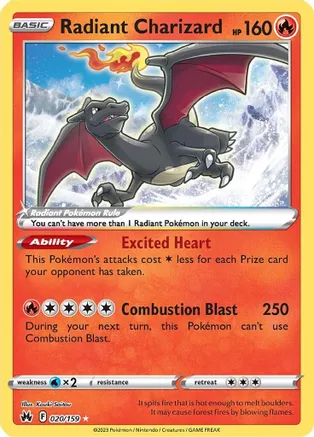 BASIC Radiant Charizard HP 160
Radiant Pokémon Rule
You can't have more than 1 Radiant Pokémon in your deck.
Ability Excited Heart
This Pokémon's attacks cost less for each Prize card
your opponent has taken.
Combustion Blast 250
During your next turn, this Pokémon can't use
Combustion Blast.
weakness ×2 resistance retreat
Illus. Kouki Saitou
F 020/159
It spits fire that is hot enough to melt boulders.
It may cause forest fires by blowing flames.
©2023 Pokémon / Nintendo / Creatures / GAME FREAK